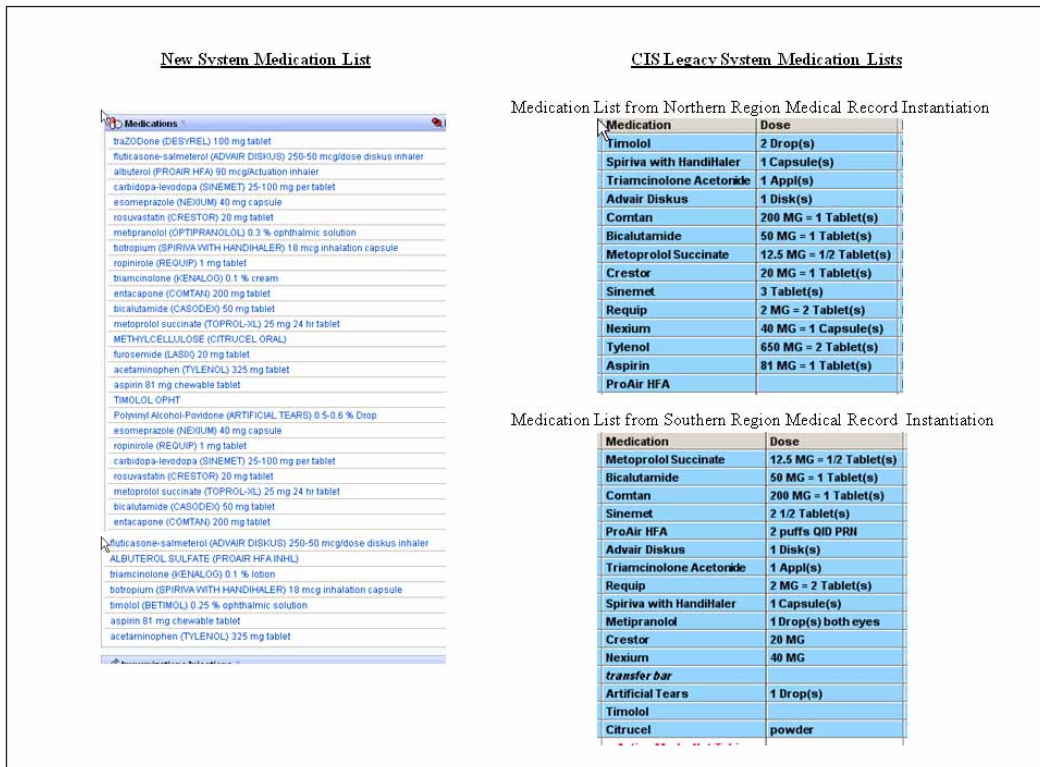 New System Medication List
Medications
traZODone (DESYREL) 100 mg tablet
fluticasone-salmeterol (ADVAIR DISKUS) 250-50 mcg/dose diskus inhaler
albuterol (PROAIR HFA) 90 mcg/Actuation inhaler
carbidopa-levodopa (SINEMET) 25-100 mg per tablet
esomeprazole (NEXIUM) 40 mg capsule
rosuvastatin (CRESTOR) 20 mg tablet
metipranolol (OPTIPRANOLOL) 0.3 % ophthalmic solution
tiotropium (SPIRIVA WITH HANDIHALER) 18 mcg inhalation capsule
ropinirole (REQUIP) 1 mg tablet
triamcinolone (KENALOG) 0.1 % cream
entacapone (COMTAN) 200 mg tablet
bicalutamide (CASODEX) 50 mg tablet
metoprolol succinate (TOPROL-XL) 25 mg 24 hr tablet
METHYLCELLULOSE (CITRUCEL ORAL)
furosemide (LASIX) 20 mg tablet
acetaminophen (TYLENOL) 325 mg tablet
aspirin 81 mg chewable tablet
TIMOLOL OPHT
Polyvinyl Alcohol-Povidone (ARTIFICIAL TEARS) 0.5-0.6 % Drop
esomeprazole (NEXIUM) 40 mg capsule
ropinirole (REQUIP) 1 mg tablet
carbidopa-levodopa (SINEMET) 25-100 mg per tablet
rosuvastatin (CRESTOR) 20 mg tablet
metoprolol succinate (TOPROL-XL) 25 mg 24 hr tablet
bicalutamide (CASODEX) 50 mg tablet
entacapone (COMTAN) 200 mg tablet
fluticasone-salmeterol (ADVAIR DISKUS) 250-50 mcg/dose diskus inhaler
ALBUTEROL SULFATE (PROAIR HFA INHL)
triamcinolone (KENALOG) 0.1 % lotion
tiotropium (SPIRIVA WITH HANDIHALER) 18 mcg inhalation capsule
timolol (BETIMOL) 0.25 % ophthalmic solution
aspirin 81 mg chewable tablet
acetaminophen (TYLENOL) 325 mg tablet
CIS Legacy System Medication Lists
Medication List from Northern Region Medical Record Instantiation
Medication Dose
Timolol 2 Drop(s)
Spiriva with HandiHaler 1 Capsule(s)
Triamcinolone Acetonide 1 Appl(s)
Advair Diskus 1 Disk(s)
Comtan 200 MG = 1 Tablet(s)
Bicalutamide 50 MG = 1 Tablet(s)
Metoprolol Succinate 12.5 MG = 1/2 Tablet(s)
Crestor 20 MG = 1 Tablet(s)
Sinemet 3 Tablet(s)
Requip 2 MG = 2 Tablet(s)
Nexium 40 MG = 1 Capsule(s)
Tylenol 650 MG = 2 Tablet(s)
Aspirin 81 MG = 1 Tablet(s)
ProAir HFA
Medication List from Southern Region Medical Record Instantiation
Medication Dose
Metoprolol Succinate 12.5 MG = 1/2 Tablet(s)
Bicalutamide 50 MG = 1 Tablet(s)
Comtan 200 MG = 1 Tablet(s)
Sinemet 2 1/2 Tablet(s)
ProAir HFA 2 puffs QID PRN
Advair Diskus 1 Disk(s)
Triamcinolone Acetonide 1 Appl(s)
Requip 2 MG = 2 Tablet(s)
Spiriva with HandiHaler 1 Capsule(s)
Metipranolol 1 Drop(s) both eyes
Crestor 20 MG
Nexium 40 MG
transfer bar
Artificial Tears 1 Drop(s)
Timolol
Citrucel powder